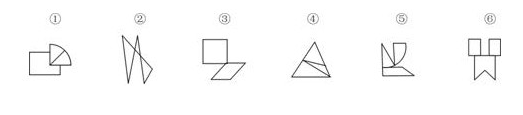 ① ② ③ ④ ⑤ ⑥